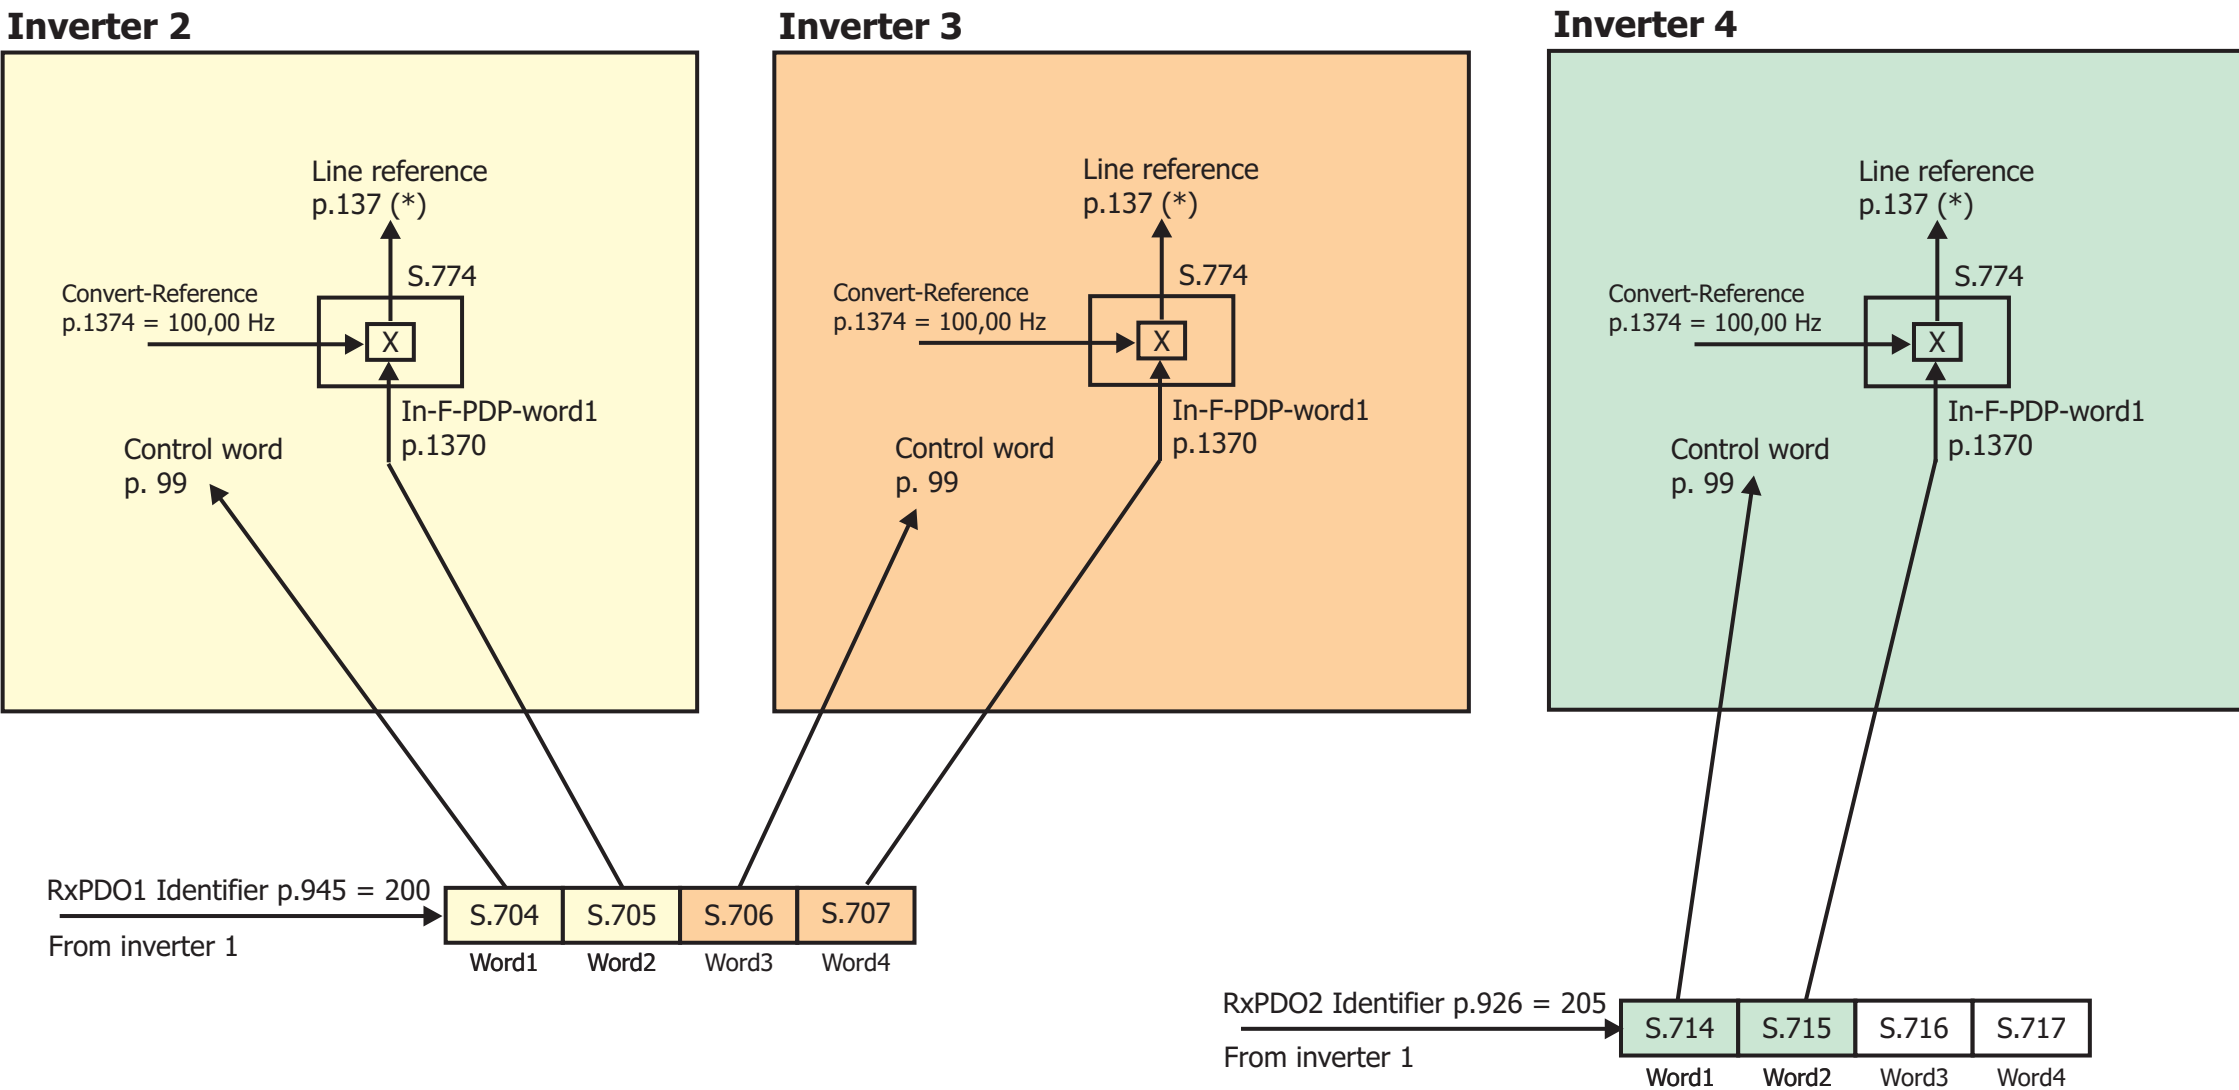 Inverter 2
Line reference
p.137 (*)
S.774
Convert-Reference
p.1374 = 100,00 Hz
X
In-F-PDP-word1
p.1370
Control word
p. 99
Inverter 3
Line reference
p.137 (*)
S.774
Convert-Reference
p.1374 = 100,00 Hz
X
In-F-PDP-word1
p.1370
Control word
p. 99
Inverter 4
Line reference
p.137 (*)
S.774
Convert-Reference
p.1374 = 100,00 Hz
X
In-F-PDP-word1
p.1370
Control word
p. 99
RxPDO1 Identifier p.945 = 200
From inverter 1
S.704 S.705 S.706 S.707
Word1 Word2 Word3 Word4
RxPDO2 Identifier p.926 = 205
From inverter 1
S.714 S.715 S.716 S.717
Word1 Word2 Word3 Word4